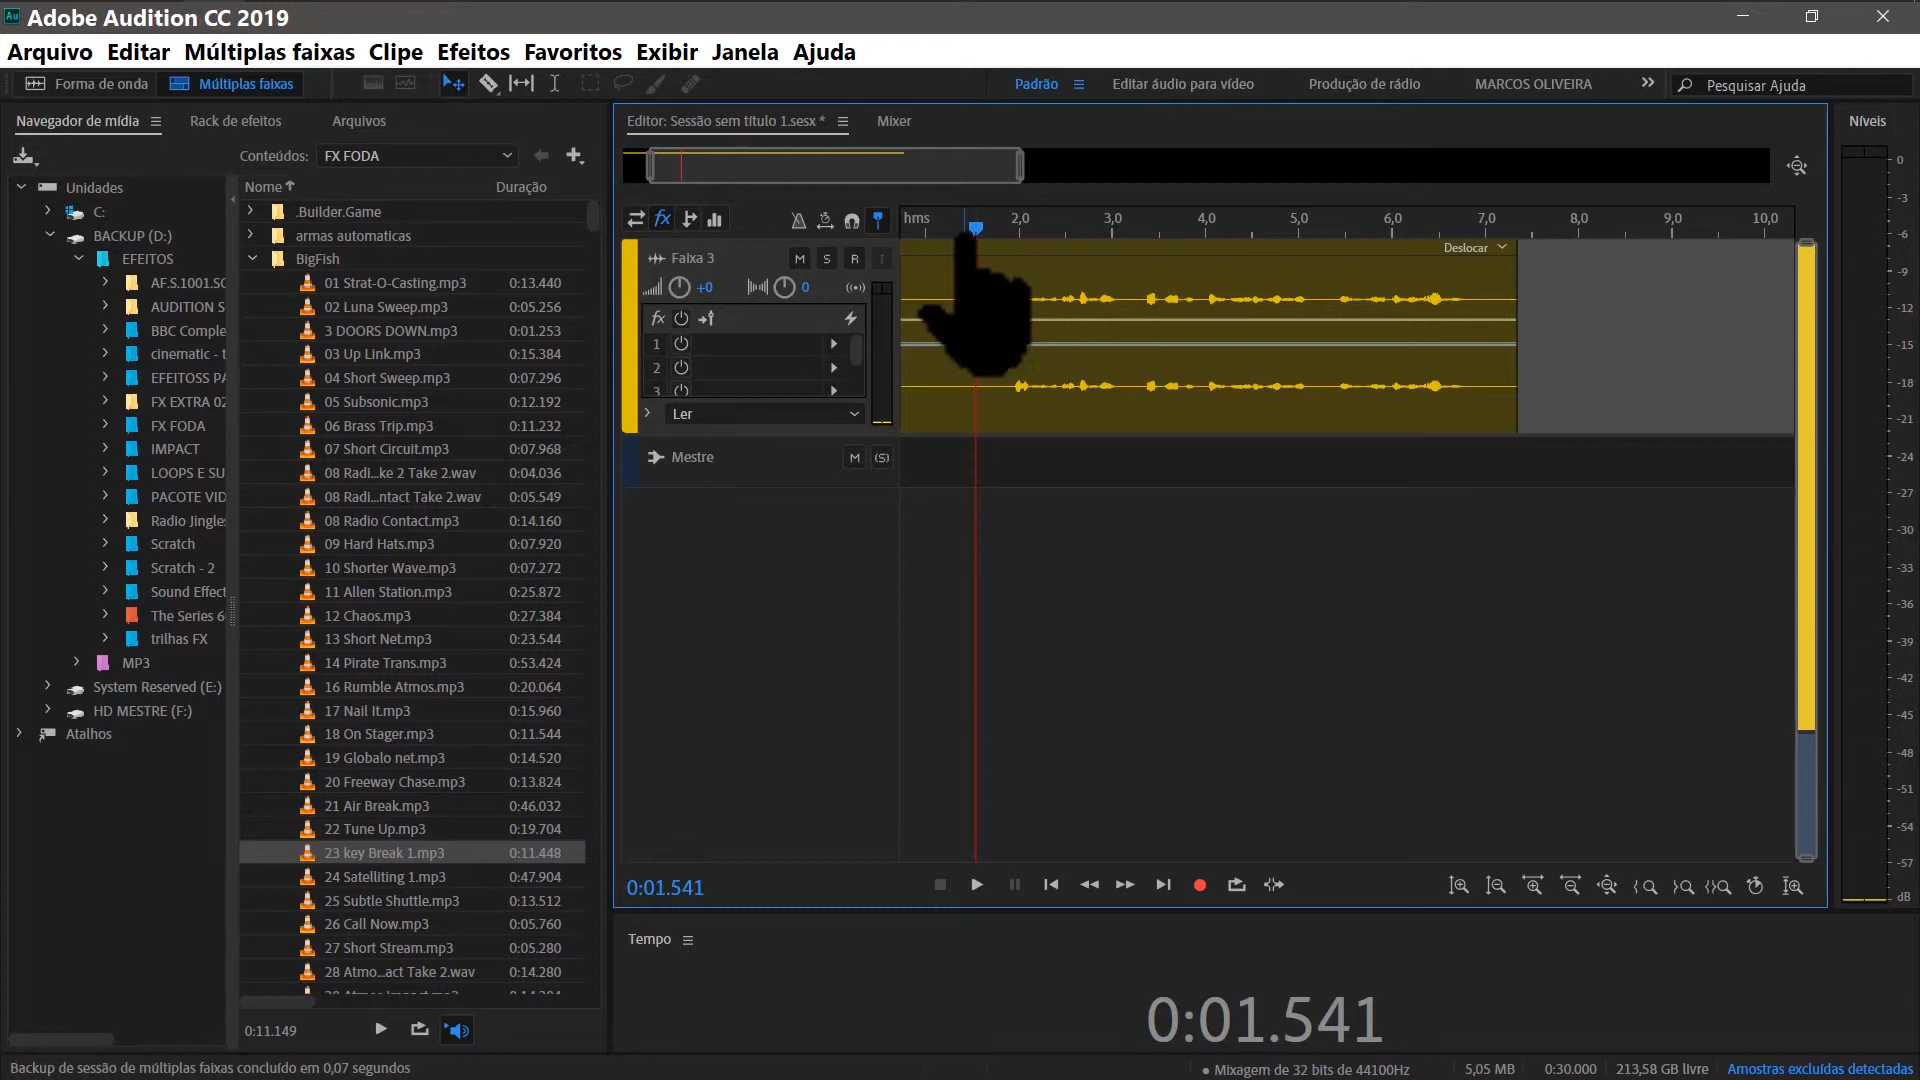 Adobe Audition CC 2019
Arquivo Editar Múltiplas faixas Clipe Efeitos Favoritos Exibir Janela Ajuda
Forma de onda Múltiplas faixas Padrão Editar áudio para vídeo Produção de rádio MARCOS OLIVEIRA Pesquisar Ajuda
Navegador de mídia Rack de efeitos Arquivos
Conteúdos: FX FODA
Unidades
C:
BACKUP (D:)
EFEITOS
AF.S.1001.SC
AUDITION S
BBC Comple
cinematic - t
EFEITOSS PA
FX EXTRA 02
FX FODA
IMPACT
LOOPS E SU
PACOTE VID
Radio Jingle
Scratch
Scratch - 2
Sound Effect
The Series 6
trilhas FX
MP3
System Reserved (E:)
HD MESTRE (F:)
Atalhos
Nome Duração
.Builder.Game
armas automaticas
BigFish
01 Strat-O-Casting.mp3 0:13.440
02 Luna Sweep.mp3 0:05.256
3 DOORS DOWN.mp3 0:01.253
03 Up Link.mp3 0:15.384
04 Short Sweep.mp3 0:07.296
05 Subsonic.mp3 0:12.192
06 Brass Trip.mp3 0:11.232
07 Short Circuit.mp3 0:07.968
08 Radi...ke 2 Take 2.wav 0:04.036
08 Radi...ntact Take 2.wav 0:05.549
08 Radio Contact.mp3 0:14.160
09 Hard Hats.mp3 0:07.920
10 Shorter Wave.mp3 0:07.272
11 Allen Station.mp3 0:25.872
12 Chaos.mp3 0:27.384
13 Short Net.mp3 0:23.544
14 Pirate Trans.mp3 0:53.424
16 Rumble Atmos.mp3 0:20.064
17 Nail It.mp3 0:15.960
18 On Stager.mp3 0:11.544
19 Globalo net.mp3 0:14.520
20 Freeway Chase.mp3 0:13.824
21 Air Break.mp3 0:46.032
22 Tune Up.mp3 0:19.704
23 key Break 1.mp3 0:11.448
24 Satelliting 1.mp3 0:47.904
25 Subtle Shuttle.mp3 0:13.512
26 Call Now.mp3 0:05.760
27 Short Stream.mp3 0:05.280
28 Atmo...act Take 2.wav 0:14.280
0:11.149
Editor: Sessão sem título 1.sesx * Mixer
hms 2,0 3,0 4,0 5,0 6,0 7,0 8,0 9,0 10,0
Deslocar
Faixa 3 M S R I
+0 0
fx
1
2
3
Ler
Mestre M (S)
0:01.541
Tempo
0:01.541
Níveis
0
-3
-6
-9
-12
-15
-18
-21
-24
-27
-30
-33
-36
-39
-42
-45
-48
-51
-54
-57
dB
Backup de sessão de múltiplas faixas concluído em 0,07 segundos
Mixagem de 32 bits de 44100Hz 5,05 MB 0:30.000 213,58 GB livre Amostras excluídas detectadas